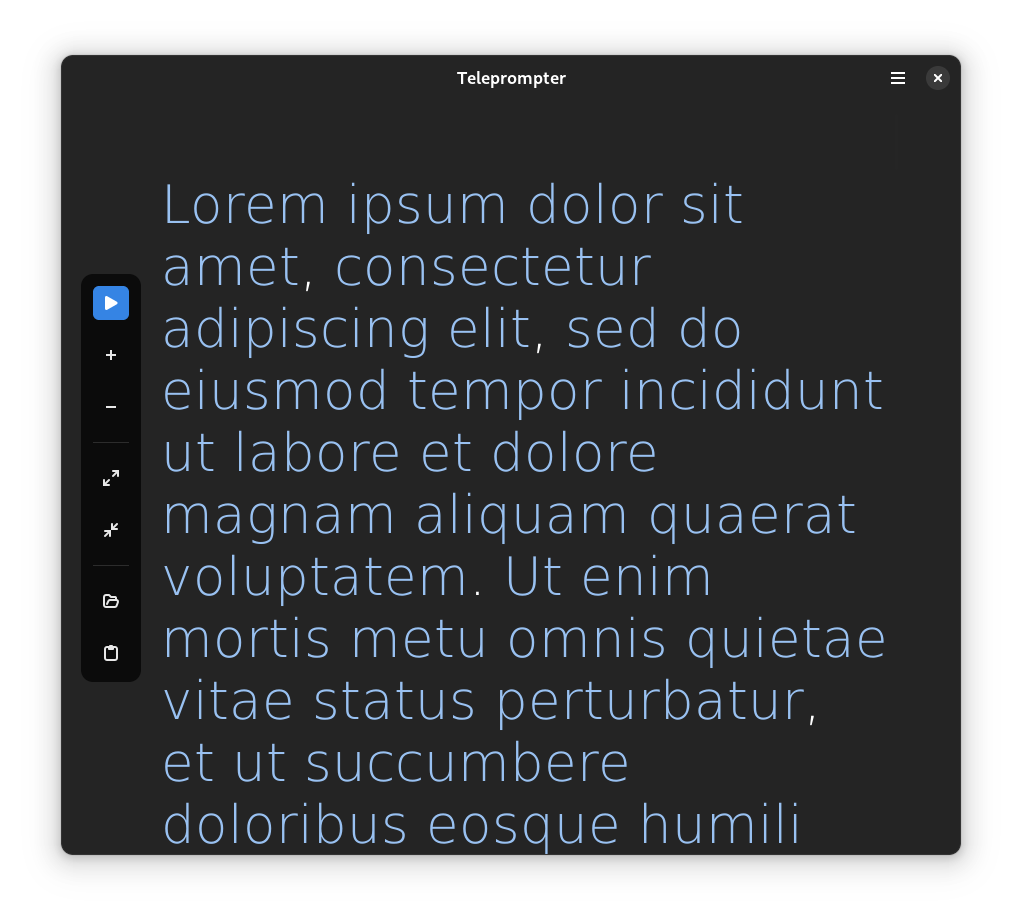 Teleprompter
Lorem ipsum dolor sit
amet, consectetur
adipiscing elit, sed do
eiusmod tempor incididunt
ut labore et dolore
magnam aliquam quaerat
voluptatem. Ut enim
mortis metu omnis quietae
vitae status perturbatur,
et ut succumbere
doloribus eosque humili